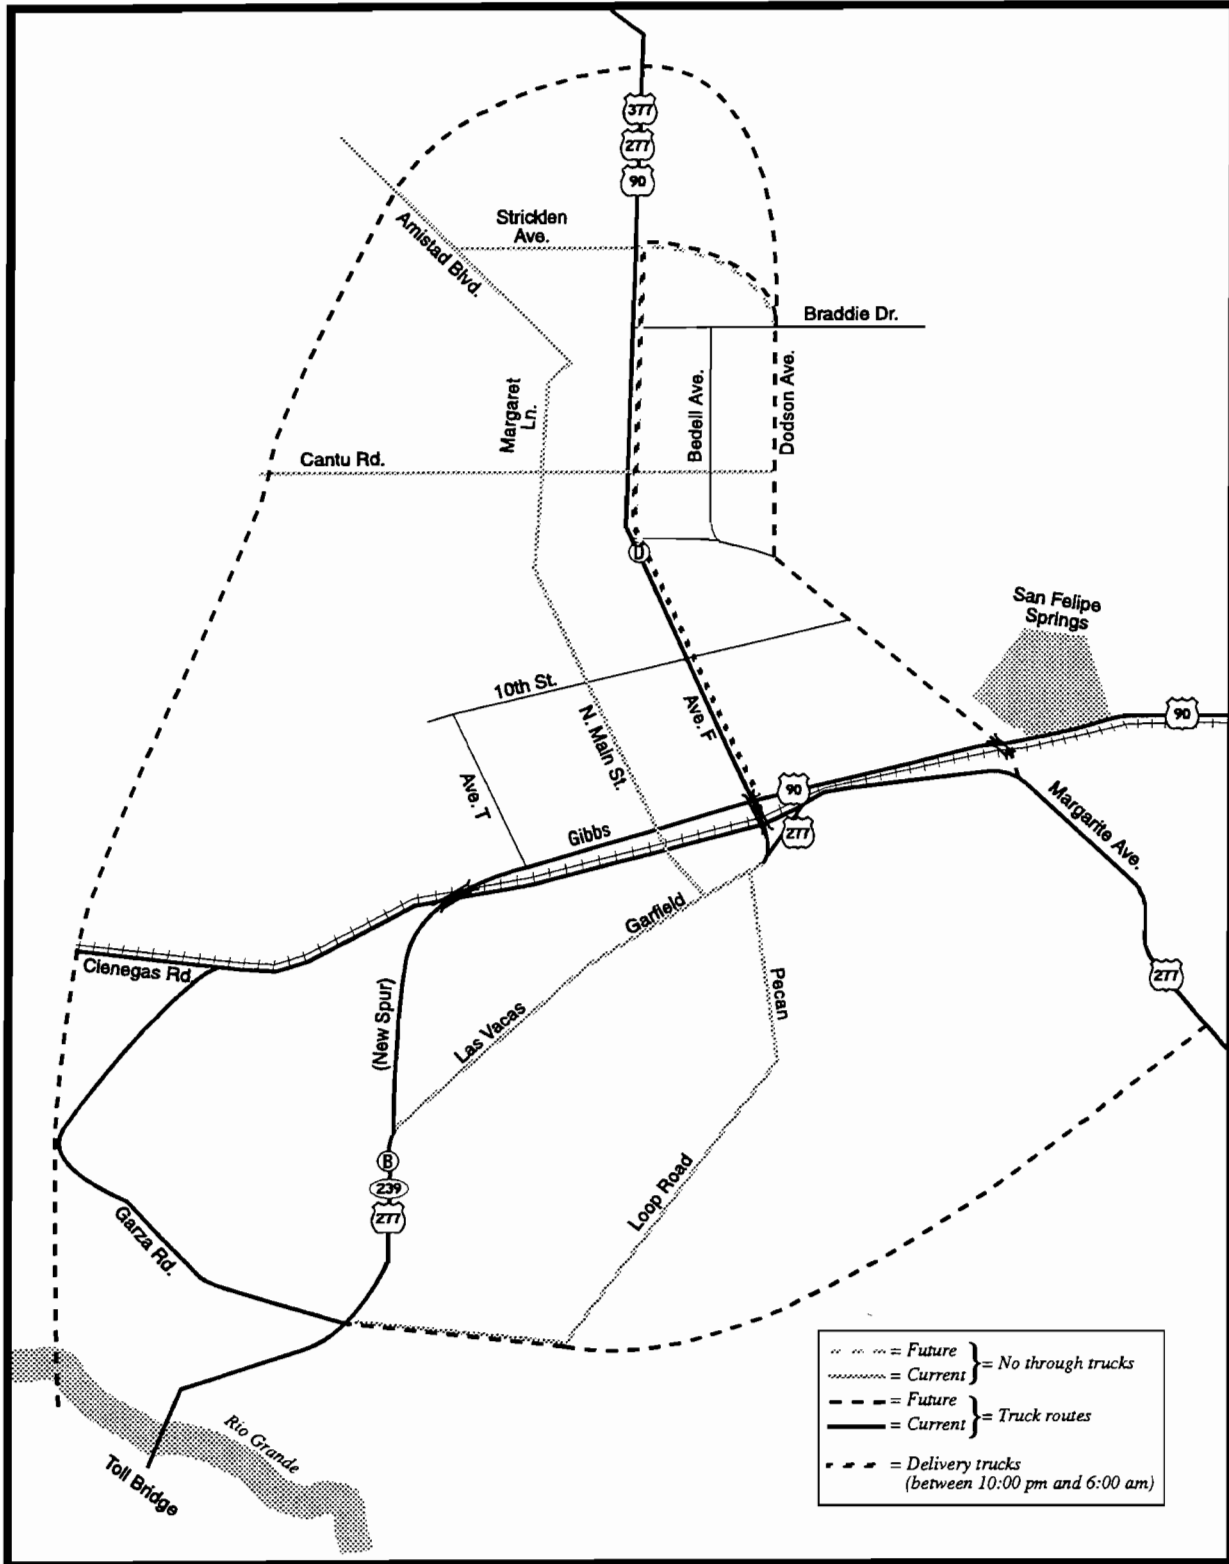 377
277
90
Strickden
Ave.
Amistad Blvd.
Braddie Dr.
Margaret
Ln.
Bedell Ave.
Dodson Ave.
Cantu Rd.
D
San Felipe
Springs
10th St.
N. Main St.
Ave. F
90
Ave. T
90
Gibbs
277
Margarite Ave.
Garfield
Cienegas Rd.
277
(New Spur)
Pecan
Las Vacas
B
239
277
Loop Road
Garza Rd.
Rio Grande
Toll Bridge
= Future
= Current
= No through trucks
= Future
= Current
= Truck routes
= Delivery trucks
(between 10:00 pm and 6:00 am)